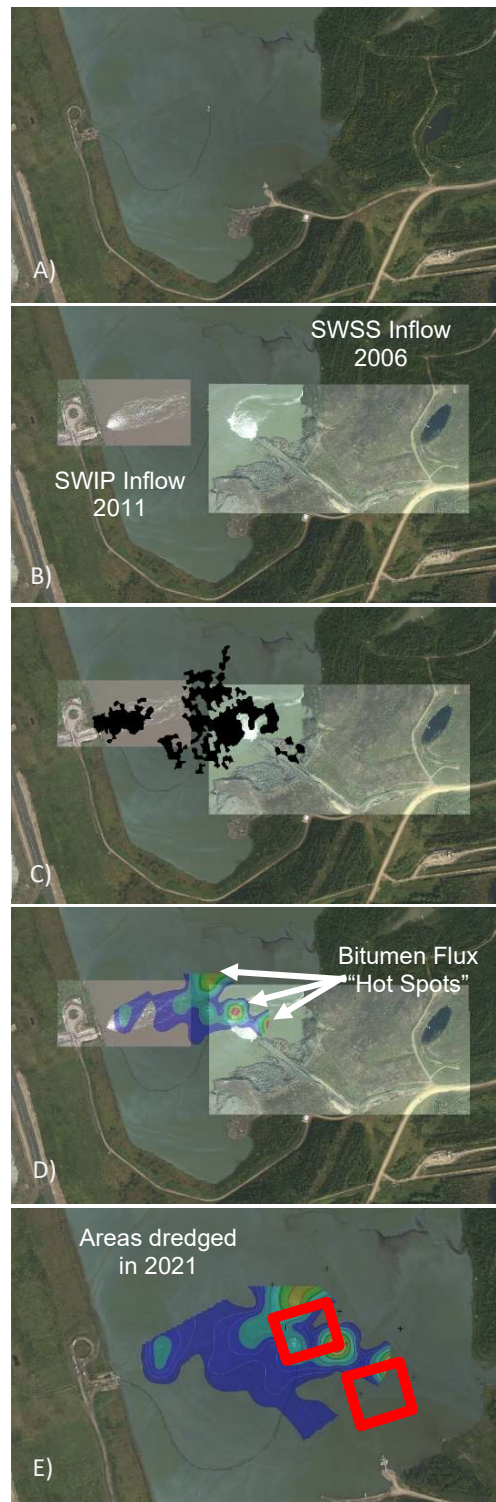 A)
SWSS Inflow
2006
SWIP Inflow
2011
B)
C)
Bitumen Flux
“Hot Spots”
D)
Areas dredged
in 2021
E)